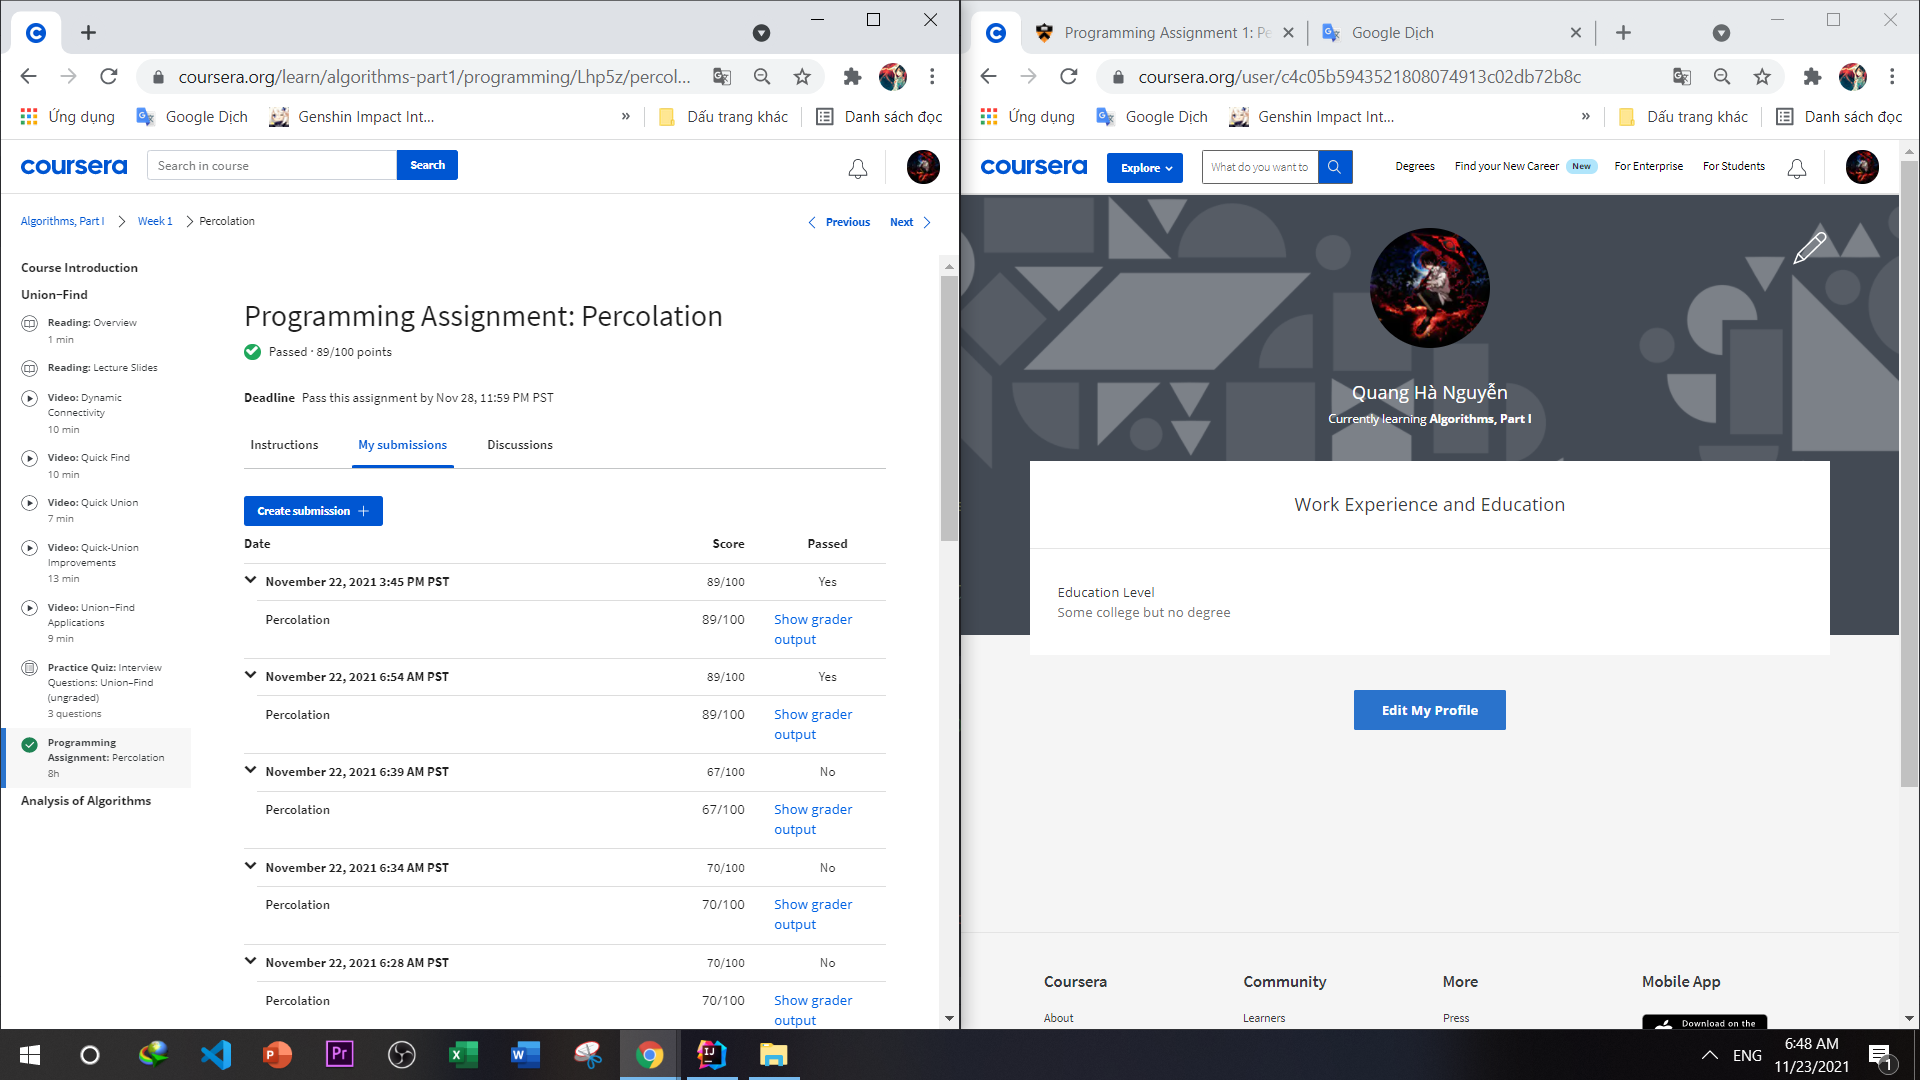 coursera.org/learn/algorithms-part1/programming/Lhp5z/percol...
Ứng dụng
Google Dịch
Genshin Impact Int...
»
Dấu trang khác
Danh sách đọc
coursera
Search in course
Search
Algorithms, Part I
Week 1
Percolation
Previous
Next
Course Introduction
Union–Find
Reading: Overview
1 min
Reading: Lecture Slides
Video: Dynamic
Connectivity
10 min
Video: Quick Find
10 min
Video: Quick Union
7 min
Video: Quick-Union
Improvements
13 min
Video: Union–Find
Applications
9 min
Practice Quiz: Interview
Questions: Union–Find
(ungraded)
3 questions
Programming
Assignment: Percolation
8h
Analysis of Algorithms
Programming Assignment: Percolation
Passed · 89/100 points
Deadline Pass this assignment by Nov 28, 11:59 PM PST
Instructions
My submissions
Discussions
Create submission
Date Score Passed
November 22, 2021 3:45 PM PST 89/100 Yes
Percolation 89/100 Show grader
output
November 22, 2021 6:54 AM PST 89/100 Yes
Percolation 89/100 Show grader
output
November 22, 2021 6:39 AM PST 67/100 No
Percolation 67/100 Show grader
output
November 22, 2021 6:34 AM PST 70/100 No
Percolation 70/100 Show grader
output
November 22, 2021 6:28 AM PST 70/100 No
Percolation 70/100 Show grader
output
Programming Assignment 1: Pe
Google Dịch
coursera.org/user/c4c05b5943521808074913c02db72b8c
Ứng dụng
Google Dịch
Genshin Impact Int...
»
Dấu trang khác
Danh sách đọc
coursera
Explore
What do you want to
Degrees
Find your New Career New
For Enterprise
For Students
Quang Hà Nguyễn
Currently learning Algorithms, Part I
Work Experience and Education
Education Level
Some college but no degree
Edit My Profile
Coursera
Community
More
Mobile App
About
Learners
Press
Download on the
Pr
IJ
ENG
6:48 AM
11/23/2021
1